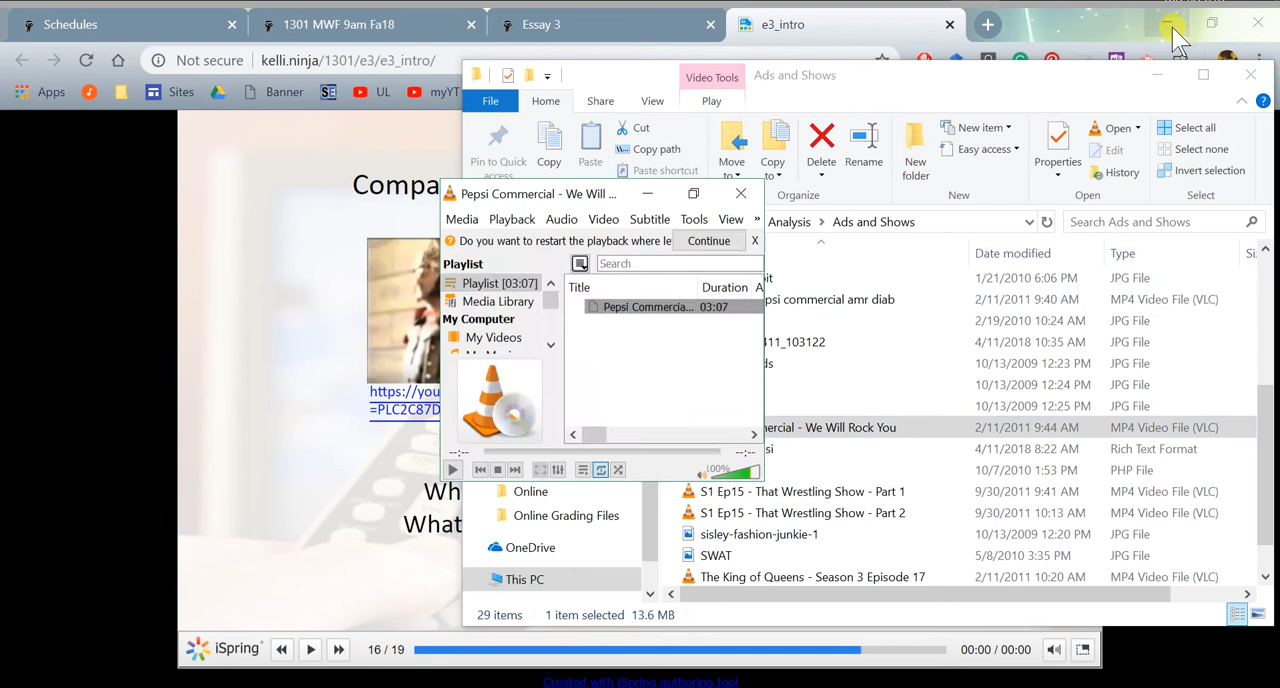 Schedules
1301 MWF 9am Fa18
Essay 3
e3_intro
Not secure kelli.ninja/1301/e3/e3_intro/
Apps
Sites
Banner
UL
myYT
Video Tools
Ads and Shows
File
Home
Share
View
Play
Pin to Quick access
Copy
Paste
Cut
Copy path
Paste shortcut
Move to
Copy to
Delete
Rename
Organize
New folder
New item
Easy access
New
Properties
Open
Edit
History
Open
Select all
Select none
Invert selection
Select
Analysis > Ads and Shows
Search Ads and Shows
Date modified
Type
1/21/2010 6:06 PM JPG File
psi commercial amr diab 2/11/2011 9:40 AM MP4 Video File (VLC)
2/19/2010 10:24 AM JPG File
411_103122 4/11/2018 10:35 AM JPG File
ds 10/13/2009 12:23 PM JPG File
10/13/2009 12:24 PM JPG File
10/13/2009 12:25 PM JPG File
mercial - We Will Rock You 2/11/2011 9:44 AM MP4 Video File (VLC)
si 4/11/2018 8:22 AM Rich Text Format
10/7/2010 1:53 PM PHP File
S1 Ep15 - That Wrestling Show - Part 1 9/30/2011 9:41 AM MP4 Video File (VLC)
S1 Ep15 - That Wrestling Show - Part 2 9/30/2011 10:13 AM MP4 Video File (VLC)
sisley-fashion-junkie-1 10/13/2009 12:20 PM JPG File
SWAT 5/8/2010 3:35 PM JPG File
The King of Queens - Season 3 Episode 17 2/11/2011 10:20 AM MP4 Video File (VLC)
Online
Online Grading Files
OneDrive
This PC
29 items 1 item selected 13.6 MB
Pepsi Commercial - We Will ...
Media Playback Audio Video Subtitle Tools View »
Do you want to restart the playback where le
Continue
X
Playlist
Search
Playlist [03:07]
Media Library
My Computer
My Videos
Title
Duration
Pepsi Commercia... 03:07
--:--
--:--
100%
Compa
https://you
=PLC2C87D
Wh
What
iSpring
16 / 19
00:00 / 00:00
Created with iSpring authoring tool